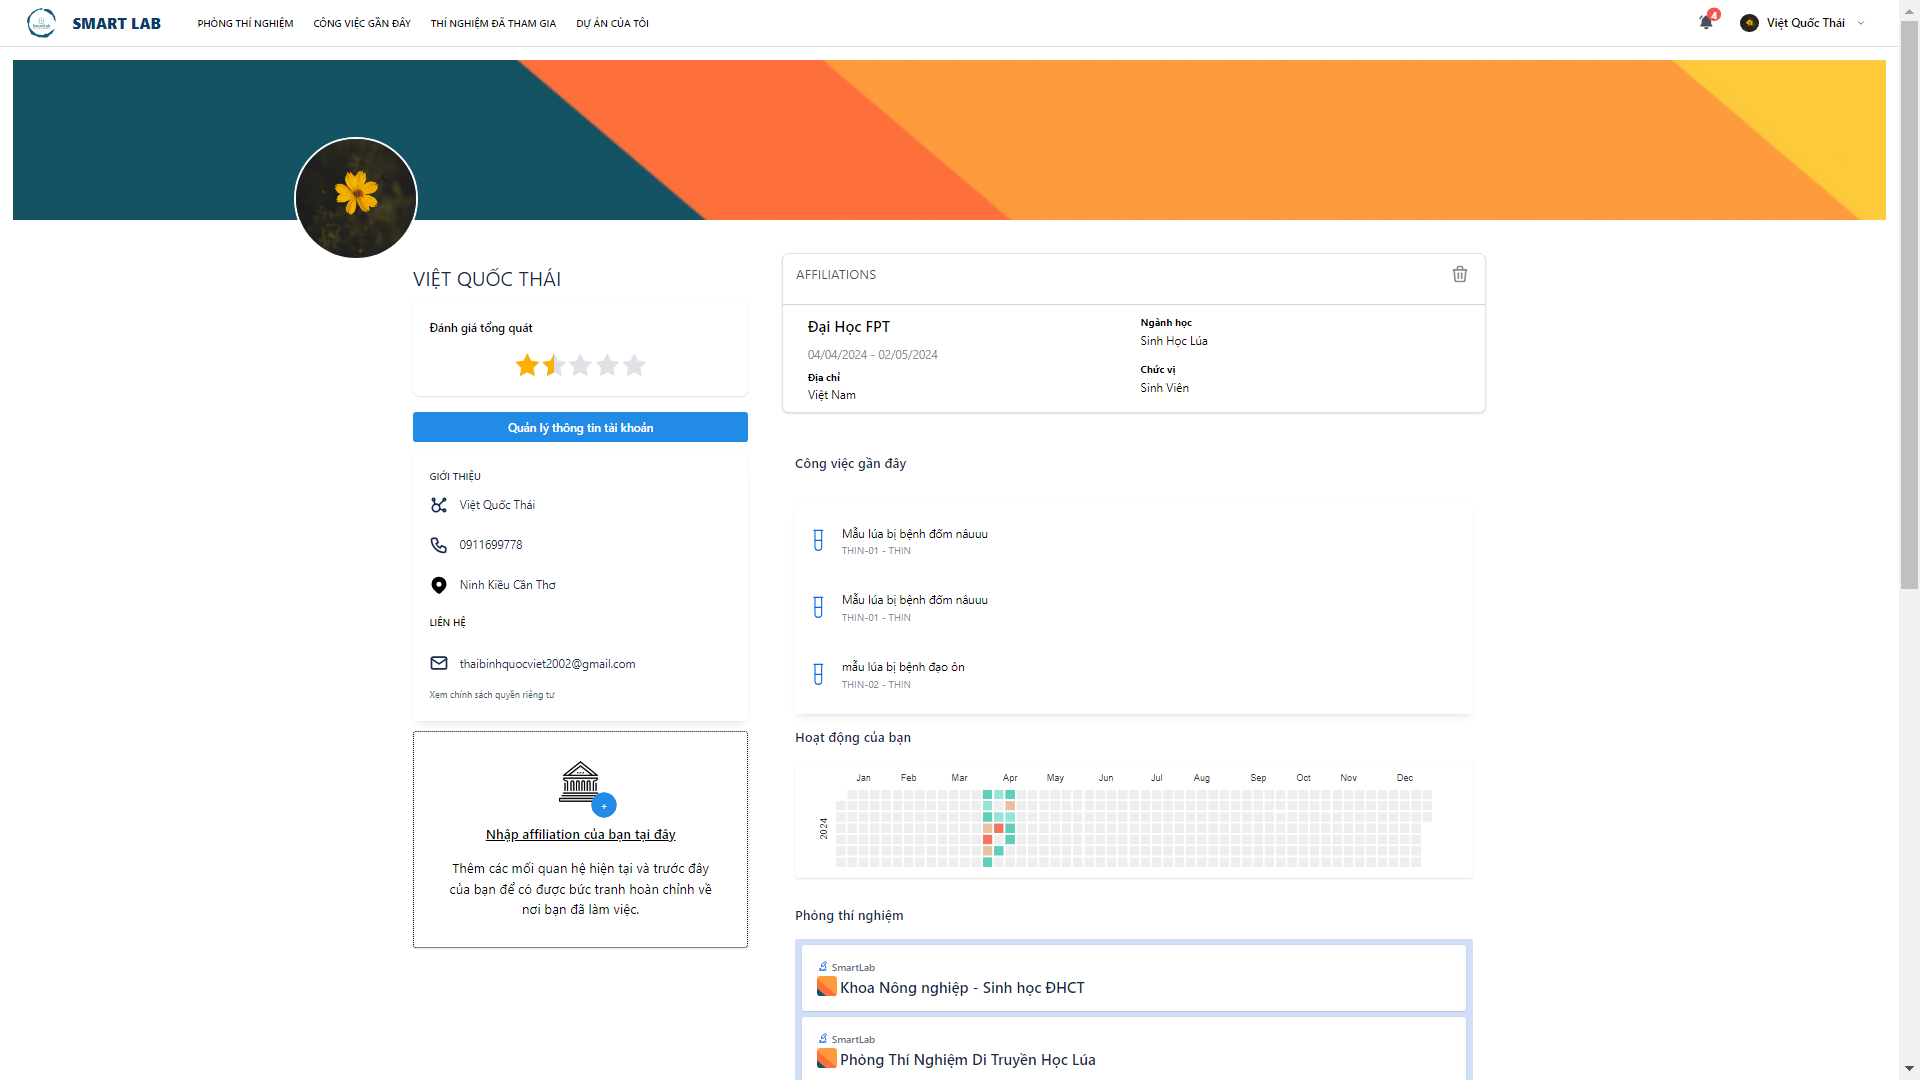 SMART LAB
PHÒNG THÍ NGHIỆM
CÔNG VIỆC GẦN ĐÂY
THÍ NGHIỆM ĐÃ THAM GIA
DỰ ÁN CỦA TÔI
4
Việt Quốc Thái
VIỆT QUỐC THÁI
Đánh giá tổng quát
Quản lý thông tin tài khoản
GIỚI THIỆU
Việt Quốc Thái
0911699778
Ninh Kiều Cần Thơ
LIÊN HỆ
thaibinhquocviet2002@gmail.com
Xem chính sách quyền riêng tư
+
Nhập affiliation của bạn tại đây
Thêm các mối quan hệ hiện tại và trước đây
của bạn để có được bức tranh hoàn chỉnh về
nơi bạn đã làm việc.
AFFILIATIONS
Đại Học FPT
04/04/2024 - 02/05/2024
Địa chỉ
Việt Nam
Ngành học
Sinh Học Lúa
Chức vị
Sinh Viên
Công việc gần đây
Mẫu lúa bị bệnh đốm nâuuu
THIN-01 - THIN
Mẫu lúa bị bệnh đốm nâuuu
THIN-01 - THIN
mẫu lúa bị bệnh đạo ôn
THIN-02 - THIN
Hoạt động của bạn
Jan Feb Mar Apr May Jun Jul Aug Sep Oct Nov Dec
2024
Phòng thí nghiệm
SmartLab
Khoa Nông nghiệp - Sinh học ĐHCT
SmartLab
Phòng Thí Nghiệm Di Truyền Học Lúa